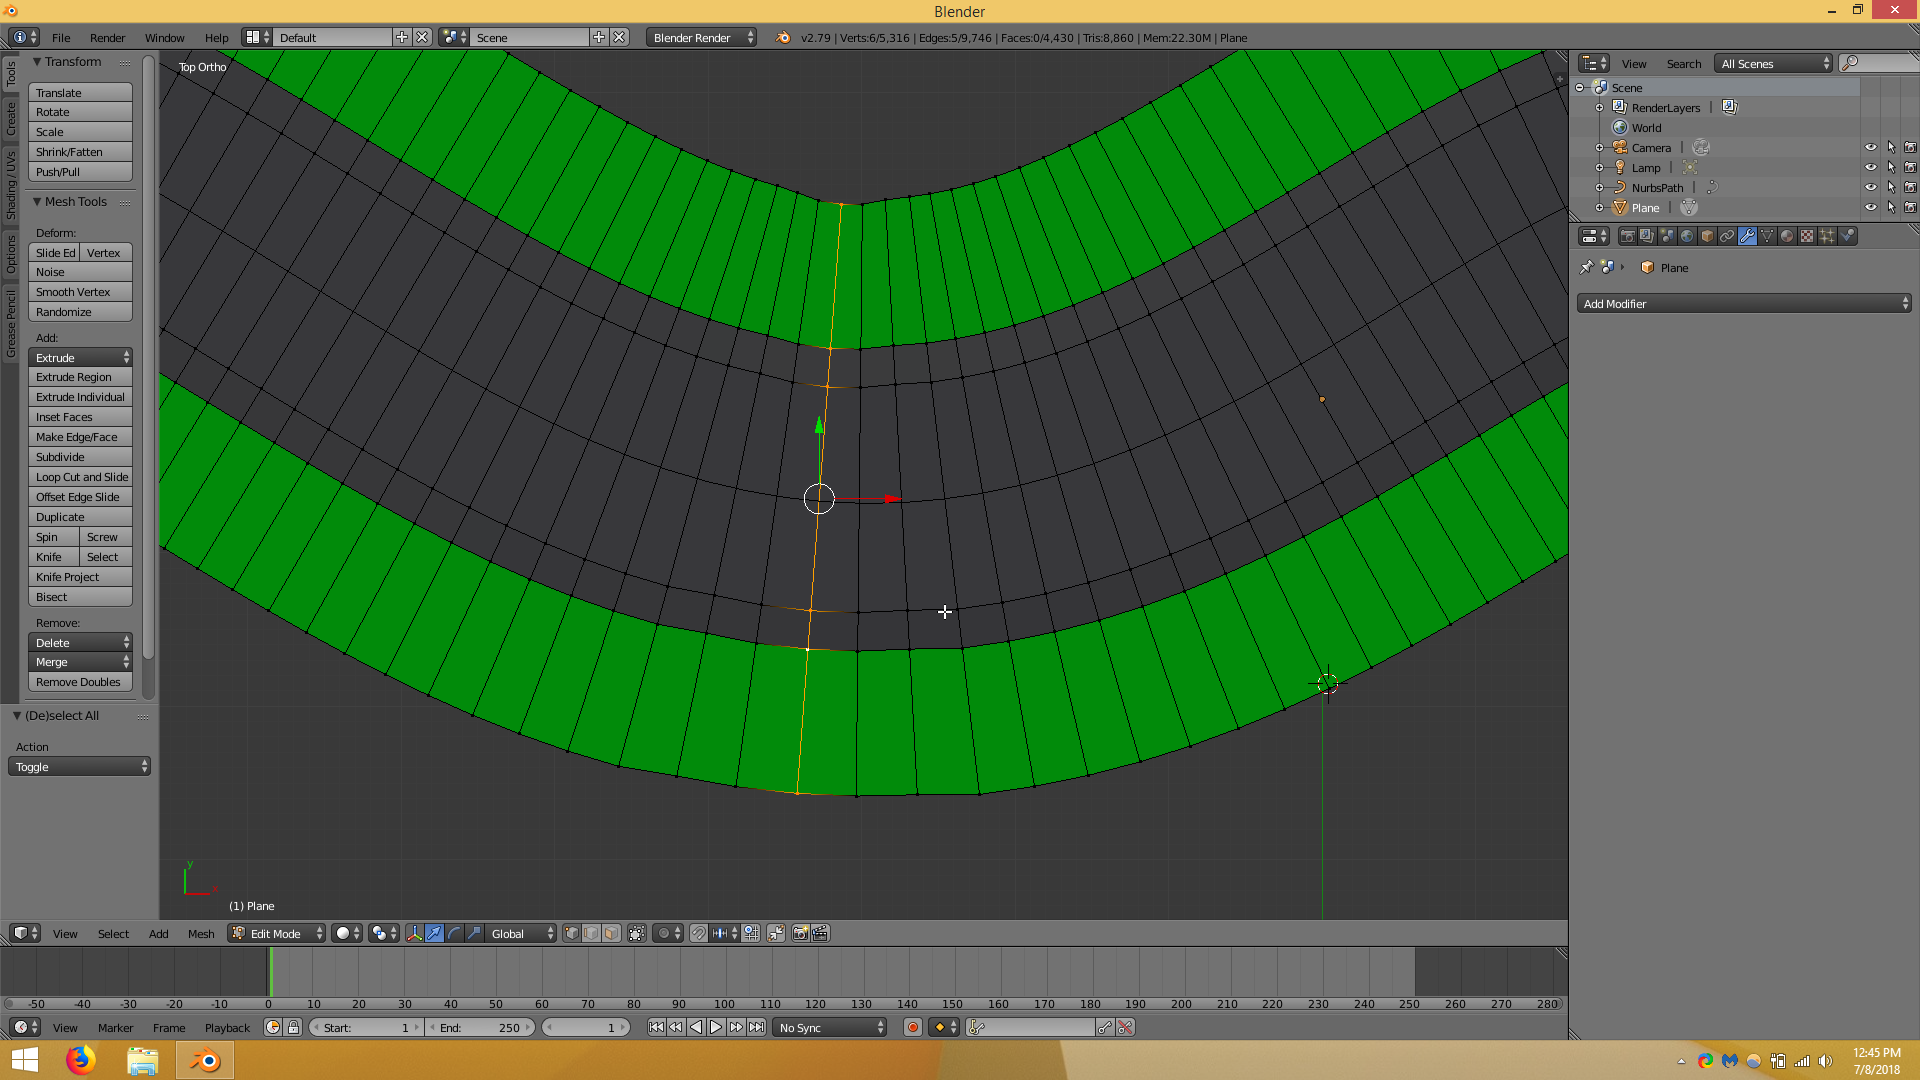 Blender
File Render Window Help Default Scene Blender Render v2.79 | Verts:6/5,316 | Edges:5/9,746 | Faces:0/4,430 | Tris:8,860 | Mem:22.30M | Plane
Tools
Create
Shading / UVs
Options
Grease Pencil
Transform
Translate
Rotate
Scale
Shrink/Fatten
Push/Pull
Mesh Tools
Deform:
Slide Ed Vertex
Noise
Smooth Vertex
Randomize
Add:
Extrude
Extrude Region
Extrude Individual
Inset Faces
Make Edge/Face
Subdivide
Loop Cut and Slide
Offset Edge Slide
Duplicate
Spin Screw
Knife Select
Knife Project
Bisect
Remove:
Delete
Merge
Remove Doubles
(De)select All
Action
Toggle
Top Ortho
y
x
(1) Plane
View Search All Scenes
Scene
RenderLayers |
World
Camera |
Lamp |
NurbsPath |
Plane |
Plane
Add Modifier
View Select Add Mesh Edit Mode Global
-50 -40 -30 -20 -10 0 10 20 30 40 50 60 70 80 90 100 110 120 130 140 150 160 170 180 190 200 210 220 230 240 250 260 270 280
View Marker Frame Playback Start: 1 End: 250 1 No Sync
12:45 PM
7/8/2018